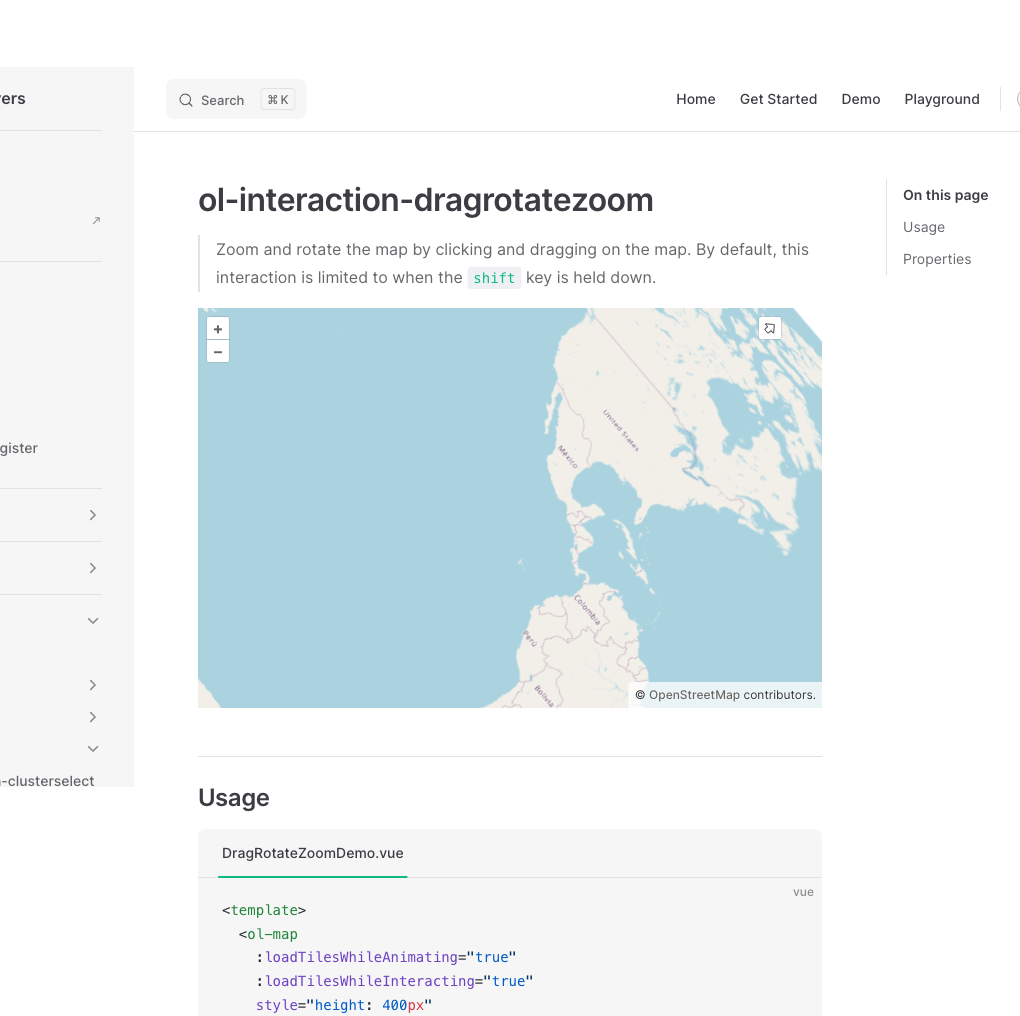 vers
Search ⌘ K
Home Get Started Demo Playground
gister
-clusterselect
ol-interaction-dragrotatezoom
Zoom and rotate the map by clicking and dragging on the map. By default, this
interaction is limited to when the shift key is held down.
+
−
United States
México
Colombia
Perú
Bolivia
© OpenStreetMap contributors.
Usage
DragRotateZoomDemo.vue
vue
<template>
<ol-map
:loadTilesWhileAnimating="true"
:loadTilesWhileInteracting="true"
style="height: 400px"
On this page
Usage
Properties